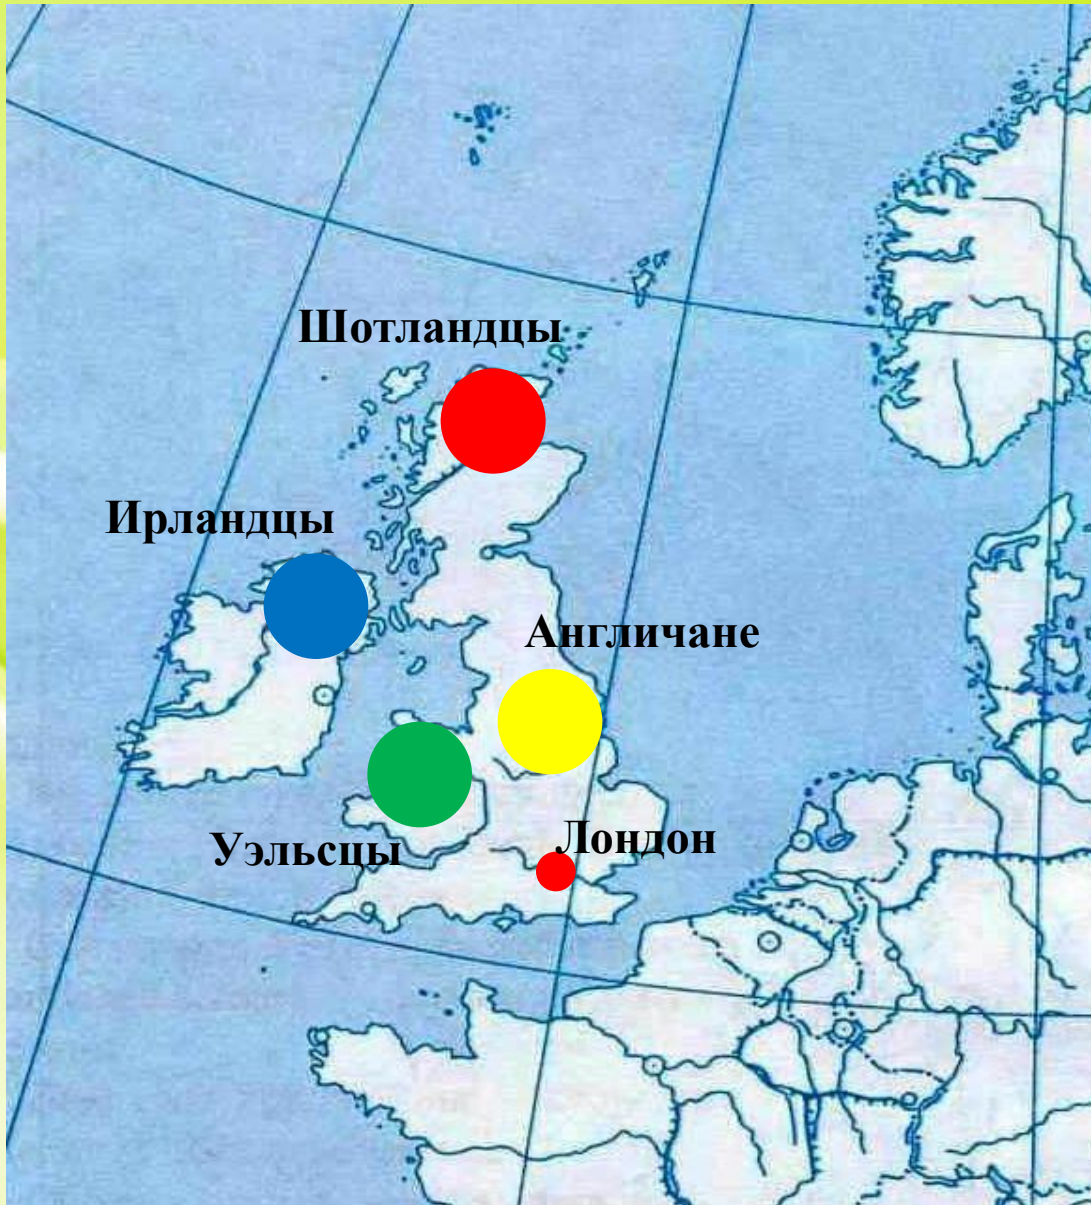 Шотландцы
Ирландцы
Англичане
Уэльсцы
Лондон